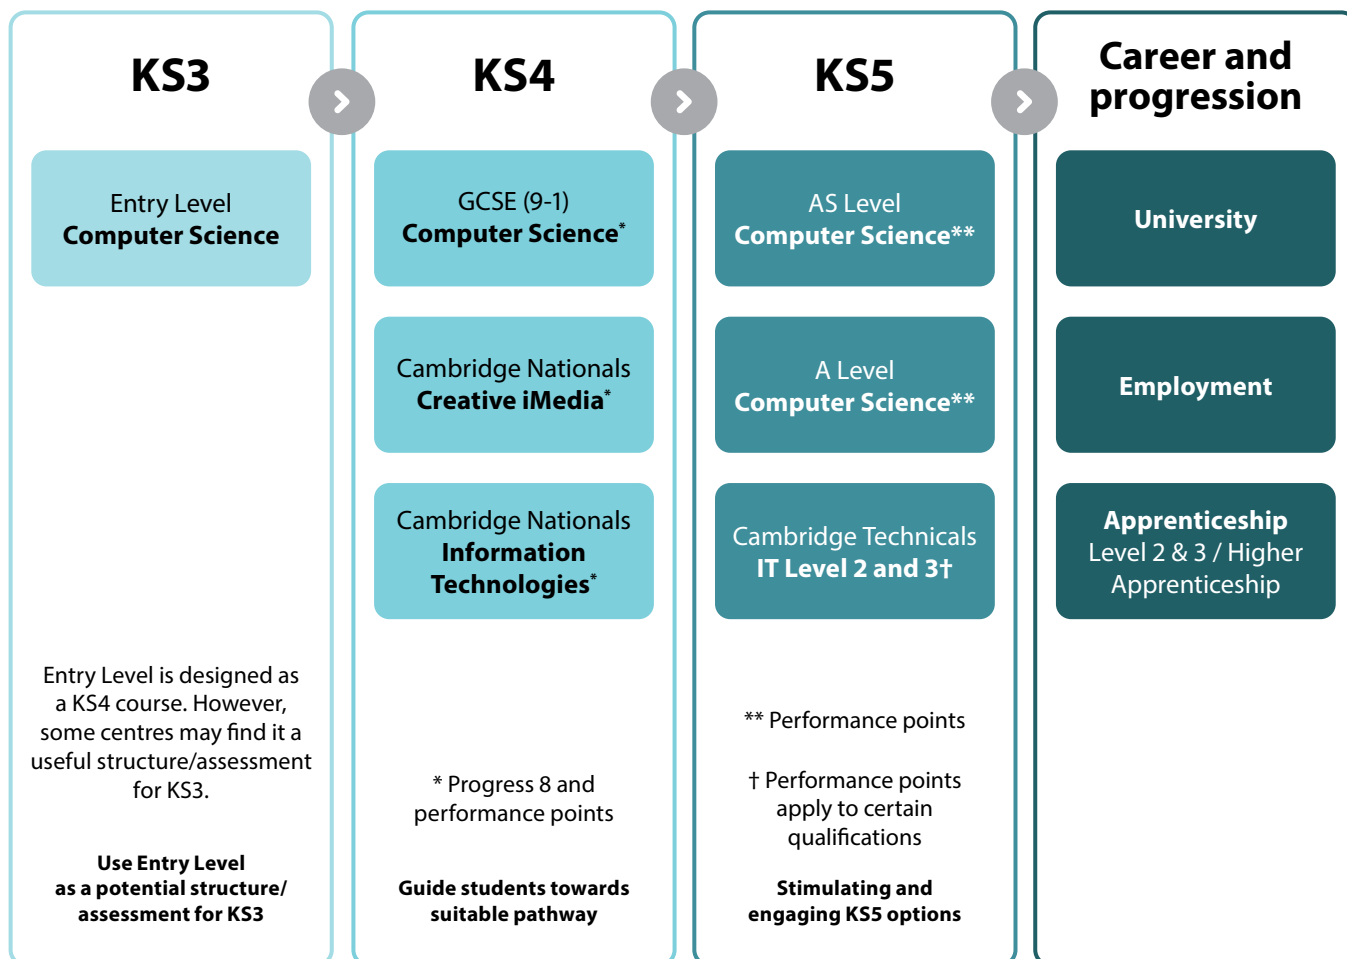 KS3
Entry Level
Computer Science
Entry Level is designed as
a KS4 course. However,
some centres may find it a
useful structure/assessment
for KS3.
Use Entry Level
as a potential structure/
assessment for KS3
KS4
GCSE (9-1)
Computer Science*
Cambridge Nationals
Creative iMedia*
Cambridge Nationals
Information
Technologies*
* Progress 8 and
performance points
Guide students towards
suitable pathway
KS5
AS Level
Computer Science**
A Level
Computer Science**
Cambridge Technicals
IT Level 2 and 3†
** Performance points
† Performance points
apply to certain
qualifications
Stimulating and
engaging KS5 options
Career and
progression
University
Employment
Apprenticeship
Level 2 & 3 / Higher
Apprenticeship